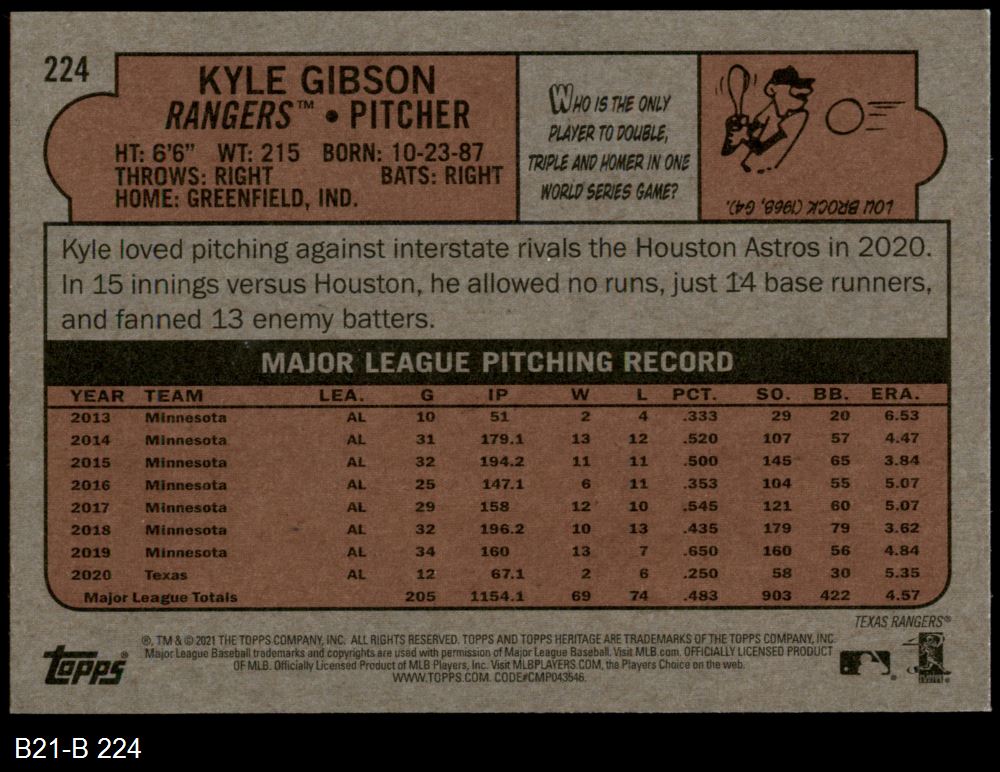 224
KYLE GIBSON
RANGERS™ • PITCHER
HT: 6'6" WT: 215 BORN: 10-23-87
THROWS: RIGHT BATS: RIGHT
HOME: GREENFIELD, IND.
WHO IS THE ONLY
PLAYER TO DOUBLE,
TRIPLE AND HOMER IN ONE
WORLD SERIES GAME?
LOU BROCK (1968, G4).
Kyle loved pitching against interstate rivals the Houston Astros in 2020.
In 15 innings versus Houston, he allowed no runs, just 14 base runners,
and fanned 13 enemy batters.
MAJOR LEAGUE PITCHING RECORD
YEAR TEAM LEA. G IP W L PCT. SO. BB. ERA.
2013 Minnesota AL 10 51 2 4 .333 29 20 6.53
2014 Minnesota AL 31 179.1 13 12 .520 107 57 4.47
2015 Minnesota AL 32 194.2 11 11 .500 145 65 3.84
2016 Minnesota AL 25 147.1 6 11 .353 104 55 5.07
2017 Minnesota AL 29 158 12 10 .545 121 60 5.07
2018 Minnesota AL 32 196.2 10 13 .435 179 79 3.62
2019 Minnesota AL 34 160 13 7 .650 160 56 4.84
2020 Texas AL 12 67.1 2 6 .250 58 30 5.35
Major League Totals 205 1154.1 69 74 .483 903 422 4.57
TEXAS RANGERS®
®, TM & © 2021 THE TOPPS COMPANY, INC. ALL RIGHTS RESERVED. TOPPS AND TOPPS HERITAGE ARE TRADEMARKS OF THE TOPPS COMPANY, INC.
Major League Baseball trademarks and copyrights are used with permission of Major League Baseball. Visit MLB.com. OFFICIALLY LICENSED PRODUCT
OF MLB. Officially Licensed Product of MLB Players, Inc. Visit MLBPLAYERS.COM, the Players Choice on the web.
WWW.TOPPS.COM. CODE#CMP043546.
topps®
B21-B 224